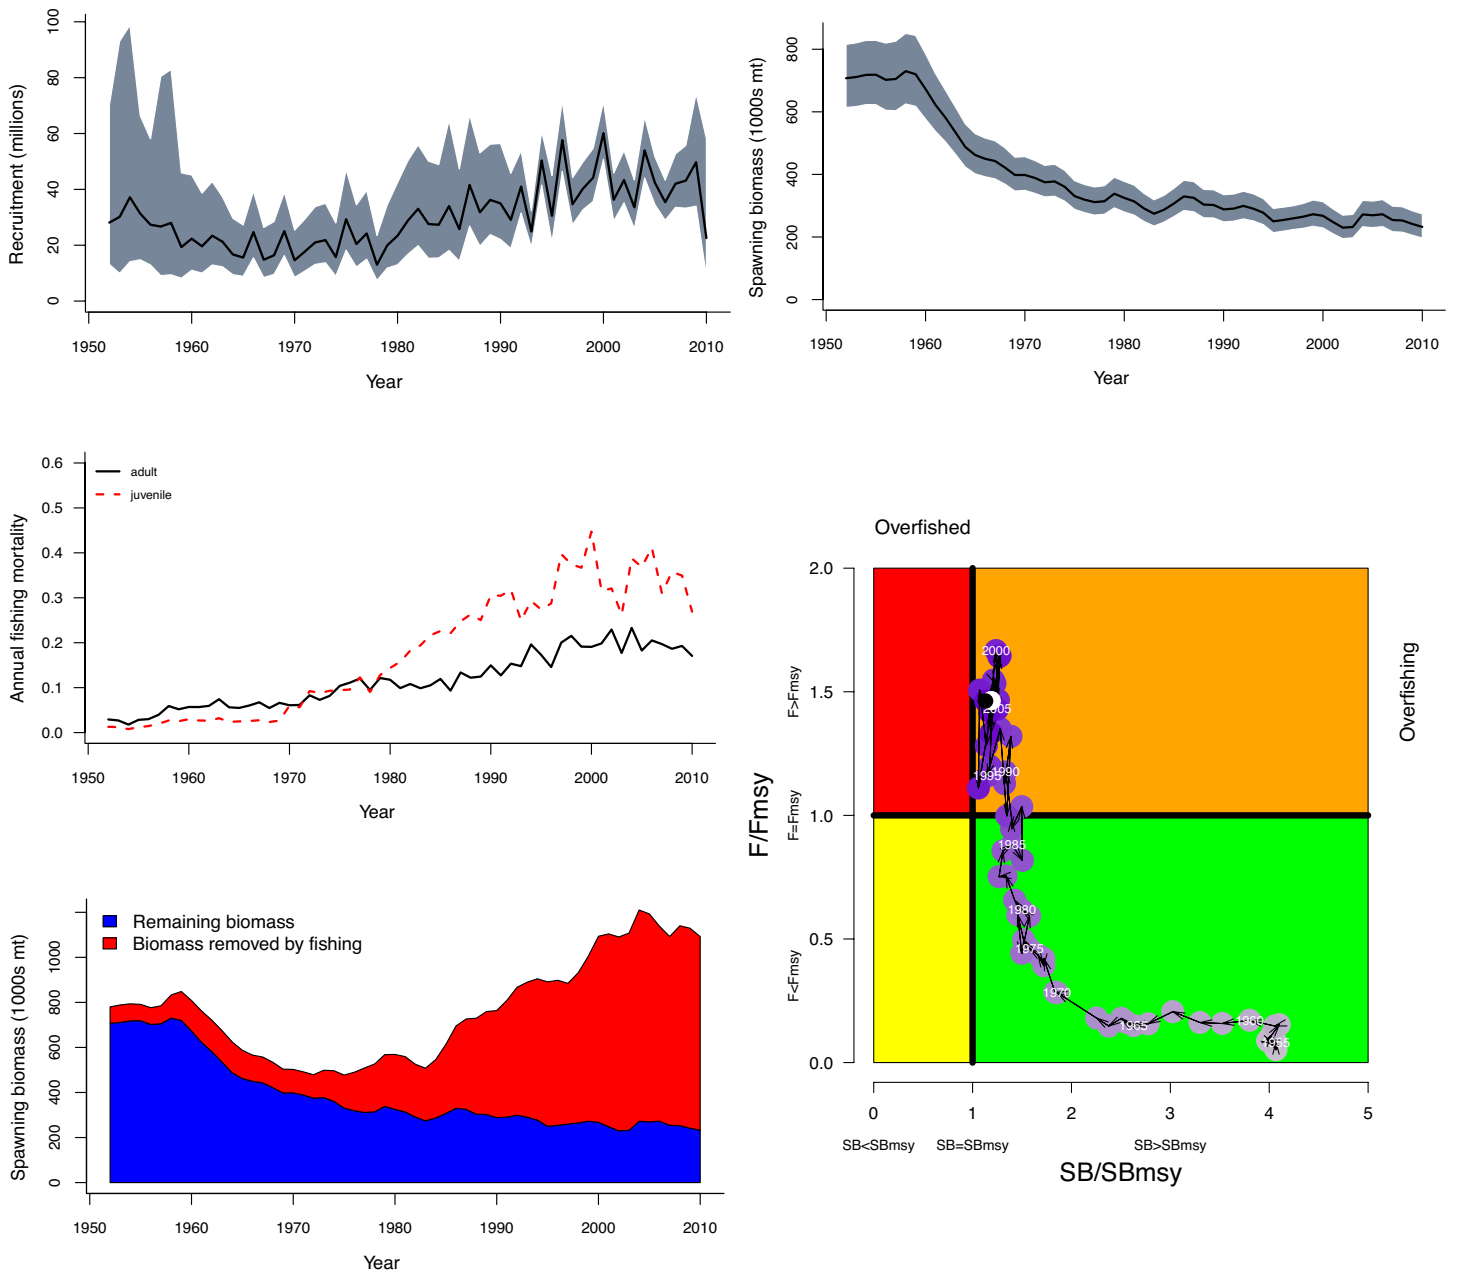 Recruitment (millions)
100
80
60
40
20
0
1950 1960 1970 1980 1990 2000 2010
Year
Spawning biomass (1000s mt)
800
600
400
200
0
1950 1960 1970 1980 1990 2000 2010
Year
Annual fishing mortality
0.6
0.5
0.4
0.3
0.2
0.1
0.0
adult
juvenile
1950 1960 1970 1980 1990 2000 2010
Year
Spawning biomass (1000s mt)
1000
800
600
400
200
0
Remaining biomass
Biomass removed by fishing
1950 1960 1970 1980 1990 2000 2010
Year
Overfished
Overfishing
F/Fmsy
F>Fmsy
F=Fmsy
F<Fmsy
2.0
1.5
1.0
0.5
0.0
2000
2005
1990
1995
1985
1980
1975
1970
1965
1960
1955
0 1 2 3 4 5
SB<SBmsy SB=SBmsy SB>SBmsy
SB/SBmsy